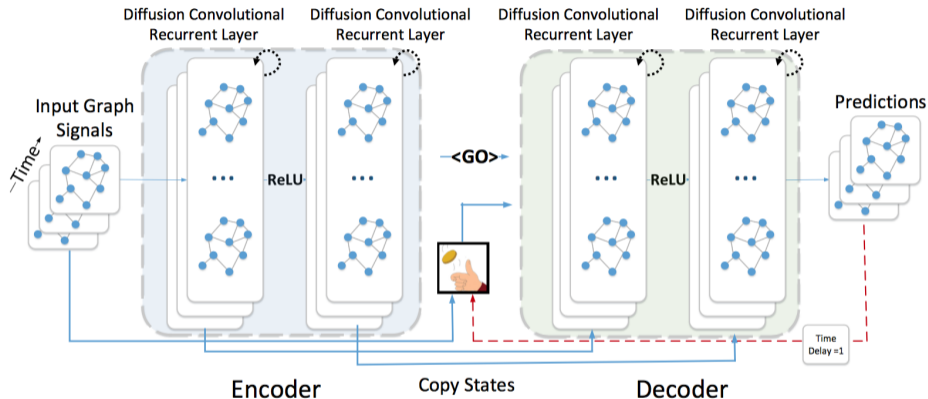 Diffusion Convolutional
Recurrent Layer
Diffusion Convolutional
Recurrent Layer
Diffusion Convolutional
Recurrent Layer
Diffusion Convolutional
Recurrent Layer
Input Graph
Signals
Time
...
ReLU
...
<GO>
...
ReLU
...
Predictions
Time
Delay =1
Encoder
Copy States
Decoder